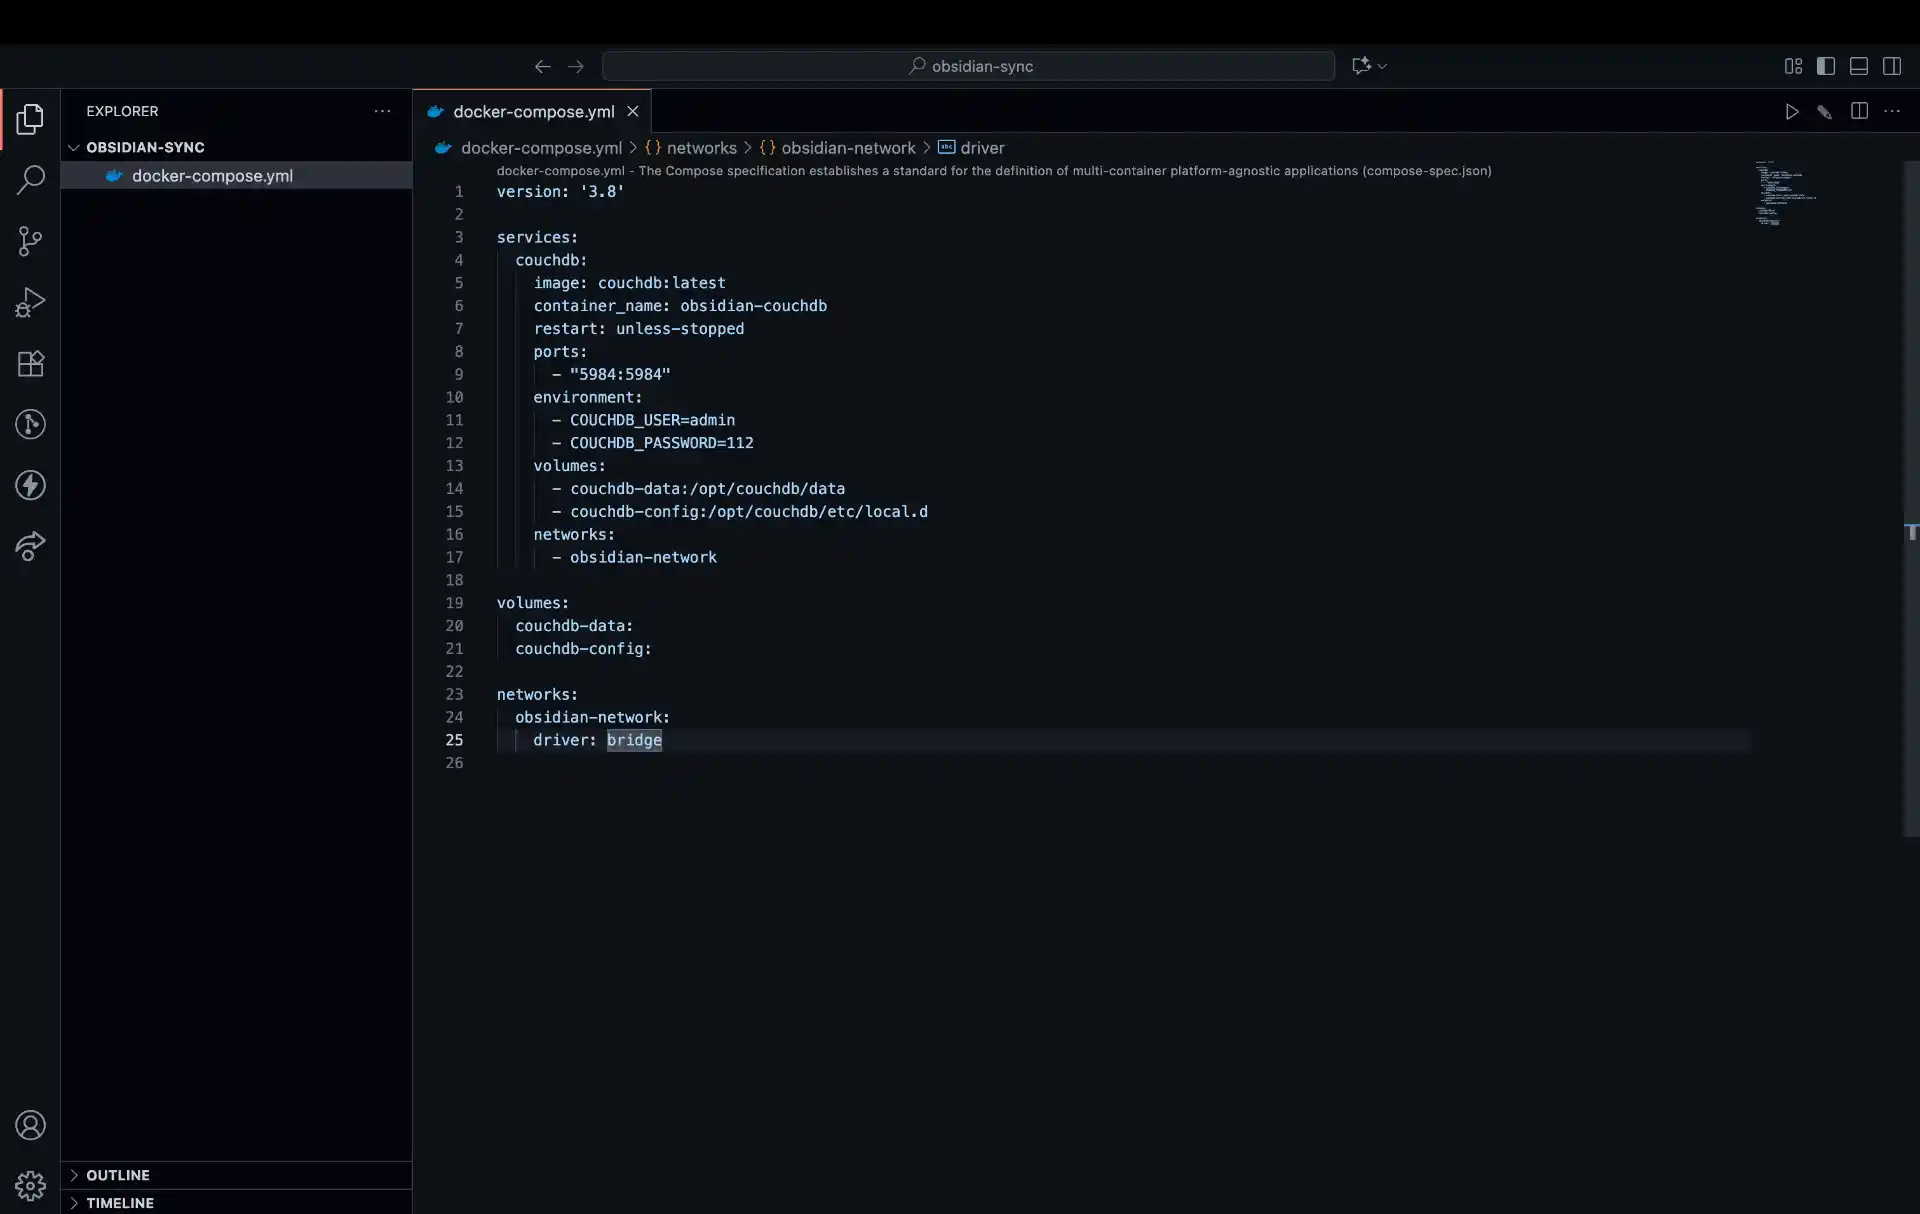 obsidian-sync
EXPLORER
OBSIDIAN-SYNC
docker-compose.yml
OUTLINE
TIMELINE
docker-compose.yml
docker-compose.yml > {} networks > {} obsidian-network > abc driver
docker-compose.yml - The Compose specification establishes a standard for the definition of multi-container platform-agnostic applications (compose-spec.json)
1 version: '3.8'
2
3 services:
4 couchdb:
5 image: couchdb:latest
6 container_name: obsidian-couchdb
7 restart: unless-stopped
8 ports:
9 - "5984:5984"
10 environment:
11 - COUCHDB_USER=admin
12 - COUCHDB_PASSWORD=112
13 volumes:
14 - couchdb-data:/opt/couchdb/data
15 - couchdb-config:/opt/couchdb/etc/local.d
16 networks:
17 - obsidian-network
18
19 volumes:
20 couchdb-data:
21 couchdb-config:
22
23 networks:
24 obsidian-network:
25 driver: bridge
26